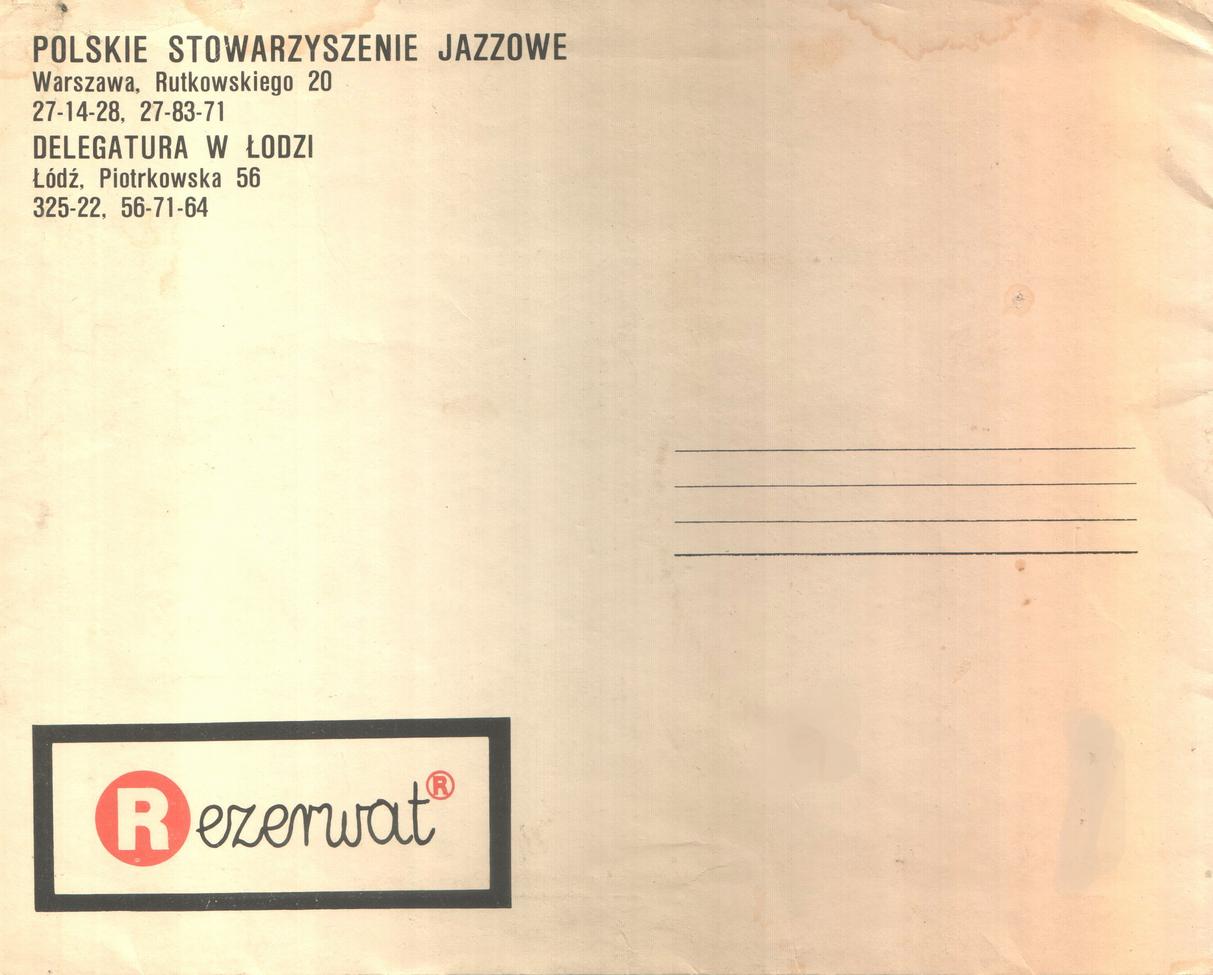 POLSKIE STOWARZYSZENIE JAZZOWE
Warszawa, Rutkowskiego 20
27-14-28, 27-83-71
DELEGATURA W ŁODZI
Łódź, Piotrkowska 56
325-22, 56-71-64
Rezerwat®